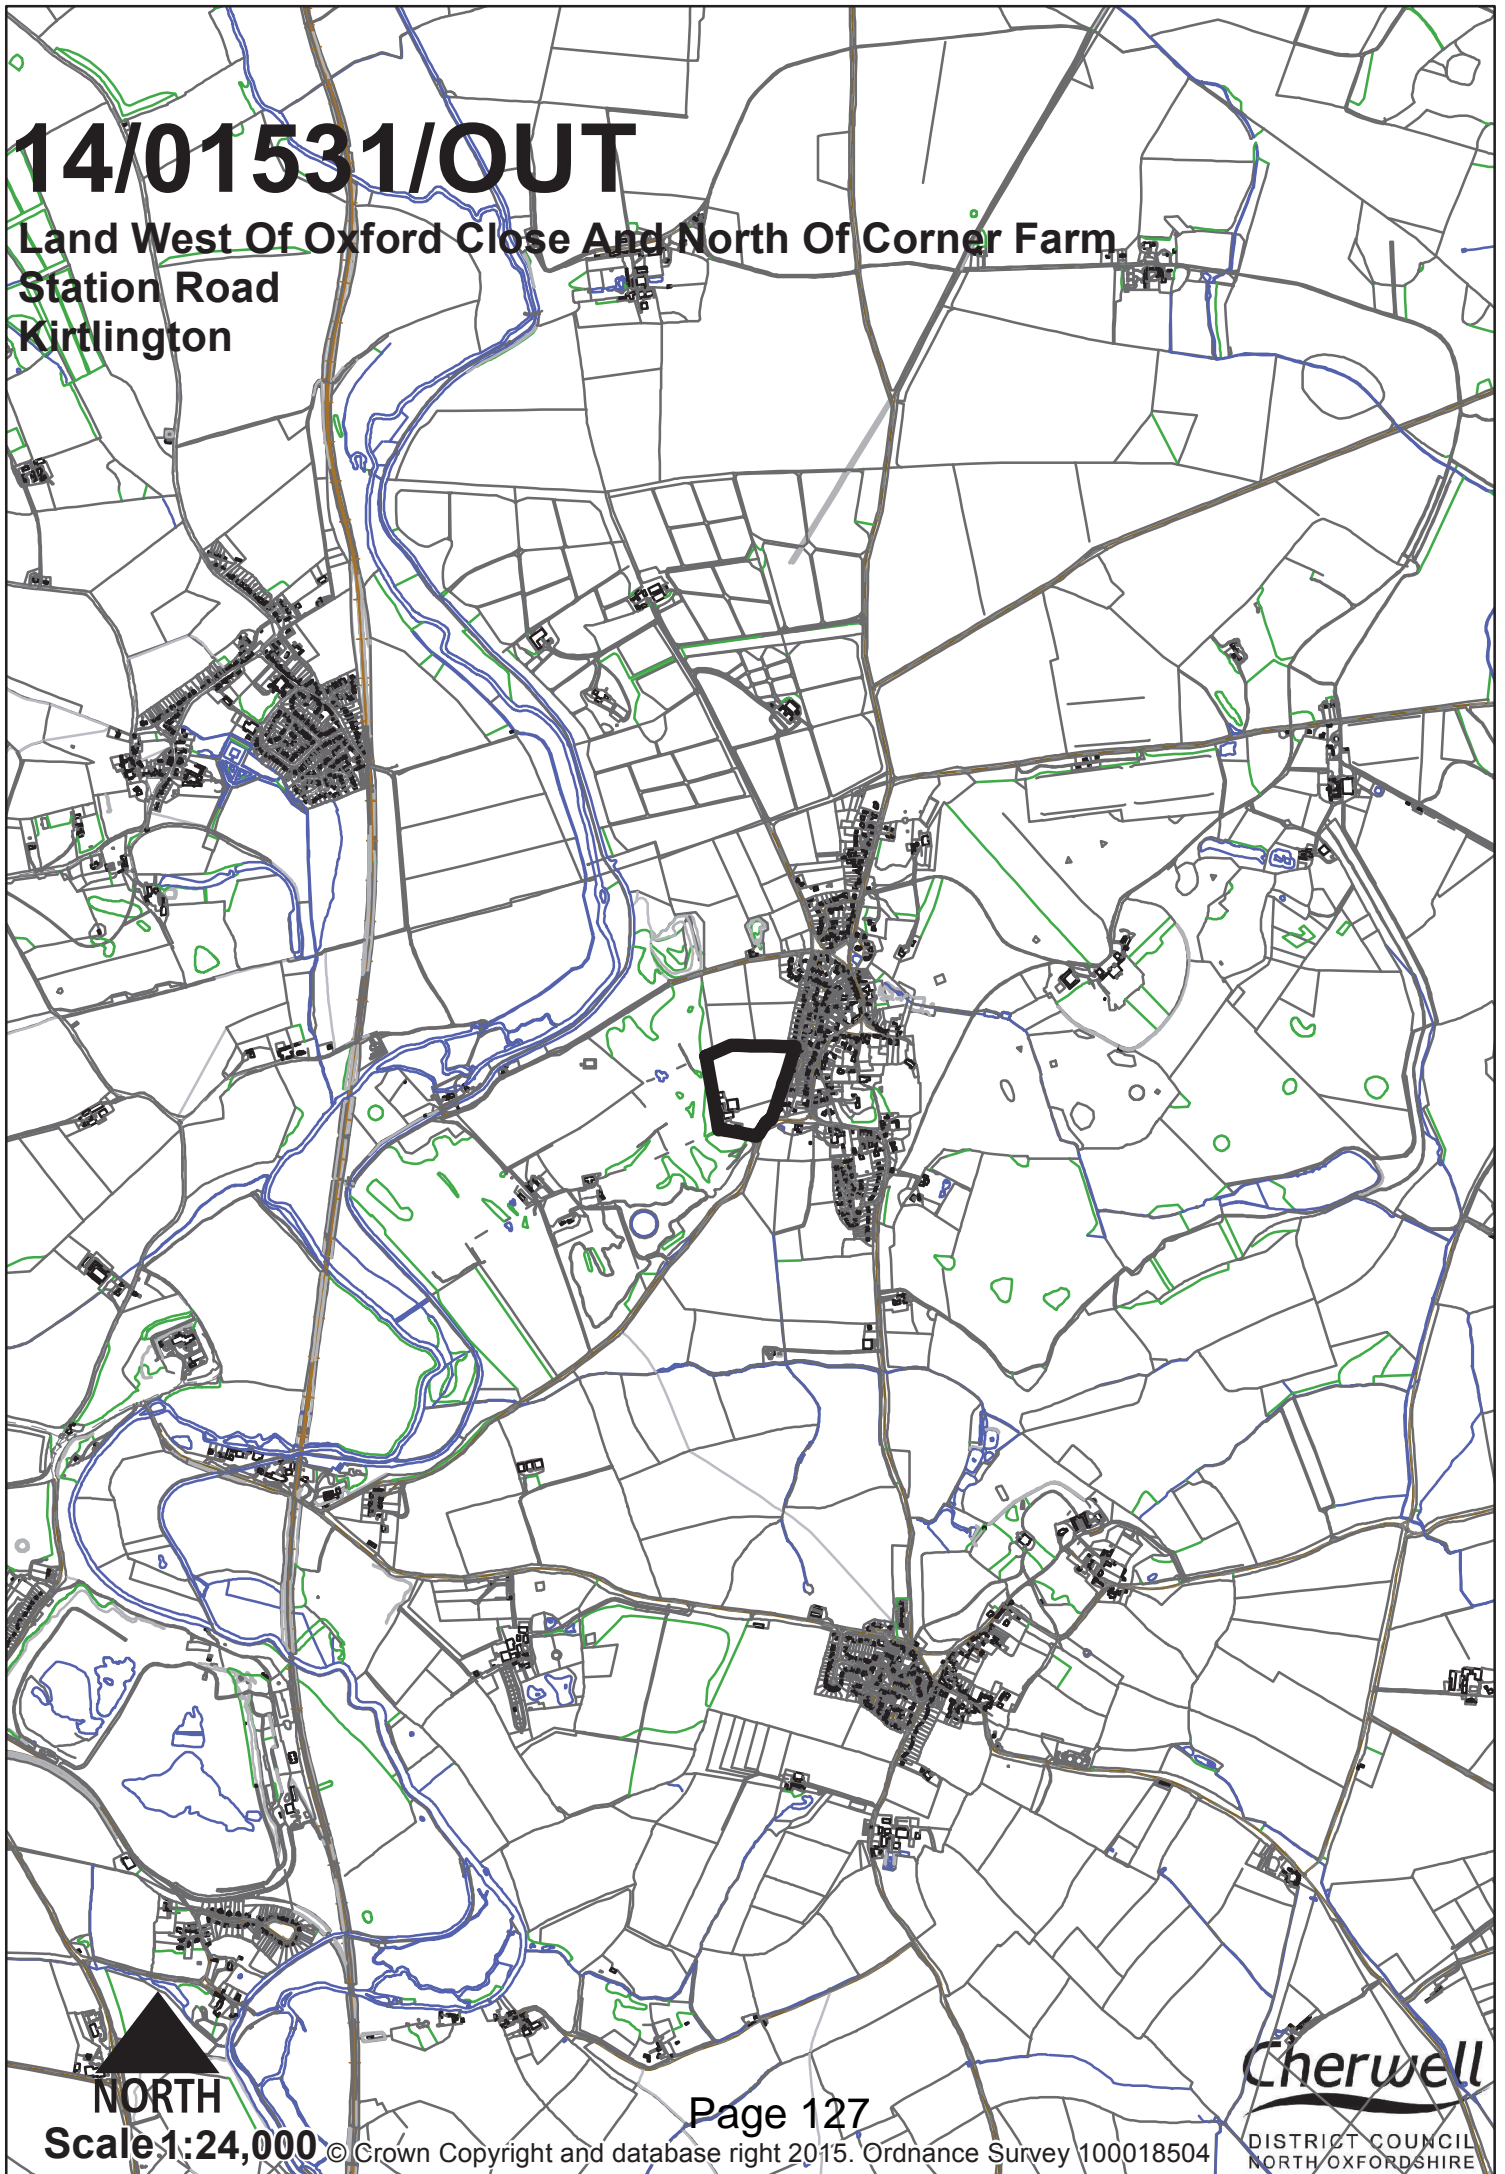 14/01531/OUT
Land West Of Oxford Close And North Of Corner Farm
Station Road
Kirtlington
NORTH
Scale 1:24,000
Page 127
© Crown Copyright and database right 2015. Ordnance Survey 100018504
Cherwell
DISTRICT COUNCIL
NORTH OXFORDSHIRE